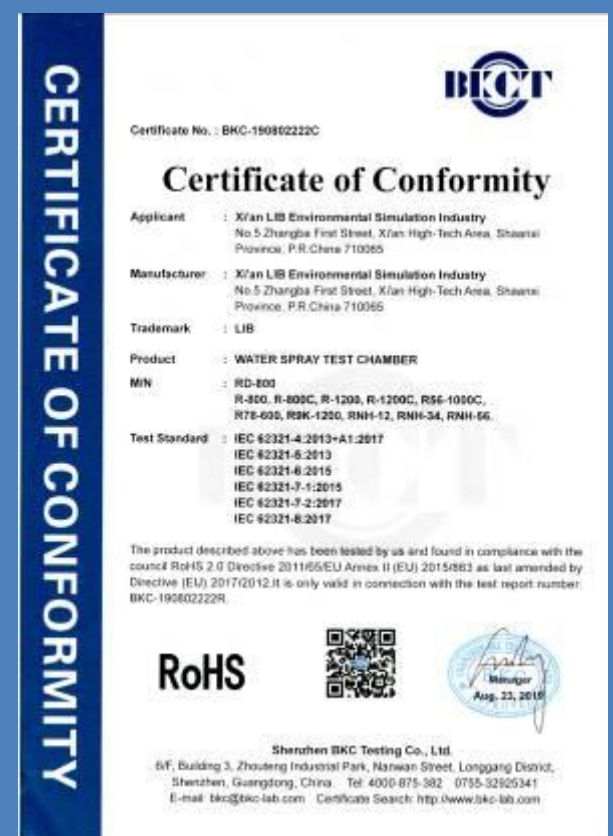 CERTIFICATE OF CONFORMITY
BKCT
Certificate No. : BKC-190802222C
Certificate of Conformity
Applicant : Xi'an LIB Environmental Simulation Industry
No.5 Zhangba First Street, Xi'an High-Tech Area, Shaanxi
Province, P.R.China 710065
Manufacturer : Xi'an LIB Environmental Simulation Industry
No.5 Zhangba First Street, Xi'an High-Tech Area, Shaanxi
Province, P.R.China 710065
Trademark : LIB
Product : WATER SPRAY TEST CHAMBER
M/N : RD-800
R-800, R-800C, R-1200, R-1200C, R56-1000C,
R78-600, R9K-1200, RNH-12, RNH-34, RNH-56.
Test Standard : IEC 62321-4:2013+A1:2017
IEC 62321-5:2013
IEC 62321-6:2015
IEC 62321-7-1:2015
IEC 62321-7-2:2017
IEC 62321-8:2017
The product described above has been tested by us and found in compliance with the
council RoHS 2.0 Directive 2011/65/EU Annex II (EU) 2015/863 as last amended by
Directive (EU) 2017/2012.It is only valid in connection with the test report number:
BKC-190802222R.
RoHS
Manager
Aug. 23, 2019
Shenzhen BKC Testing Co., Ltd.
6/F, Building 3, Zhouteng Industrial Park, Nanwan Street, Longgang District,
Shenzhen, Guangdong, China. Tel: 4000-875-382 0755-32925341
E-mail: bkc@bkc-lab.com Certificate Search: http://www.bkc-lab.com